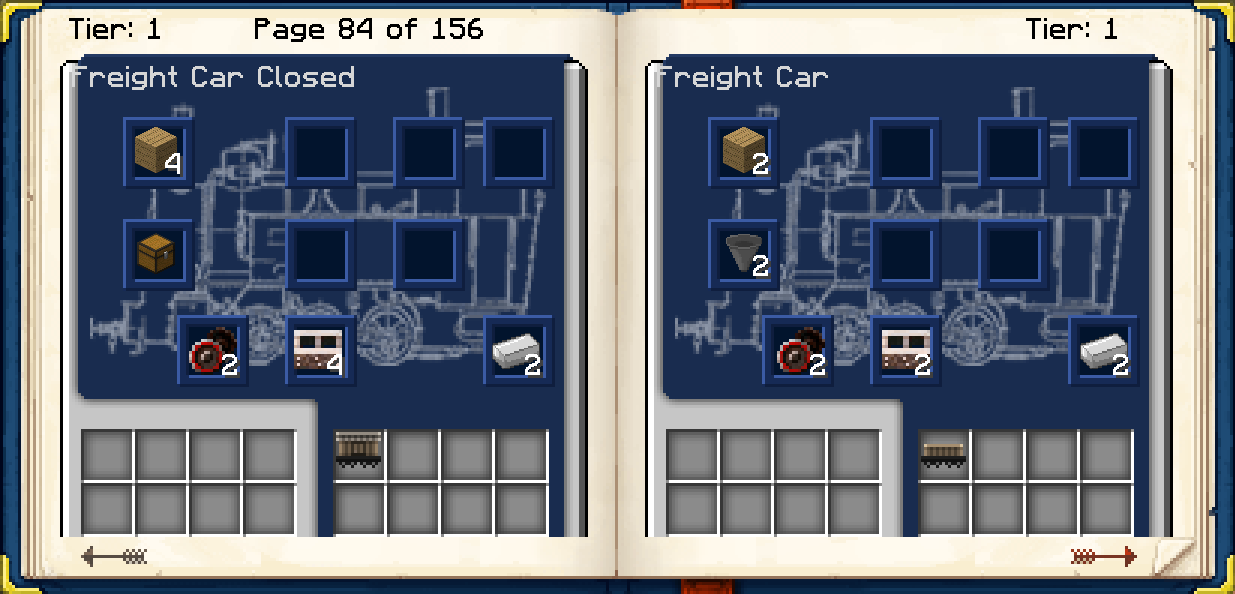 Tier: 1 Page 84 of 156
Freight Car Closed
4
2 4 2
Tier: 1
Freight Car
2
2
2 2 2